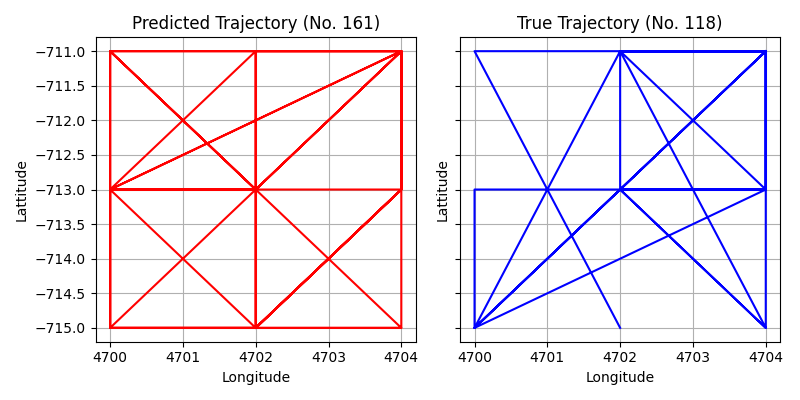 Predicted Trajectory (No. 161)
True Trajectory (No. 118)
Lattitude
−711.0
−711.5
−712.0
−712.5
−713.0
−713.5
−714.0
−714.5
−715.0
4700 4701 4702 4703 4704
Longitude
Lattitude
4700 4701 4702 4703 4704
Longitude